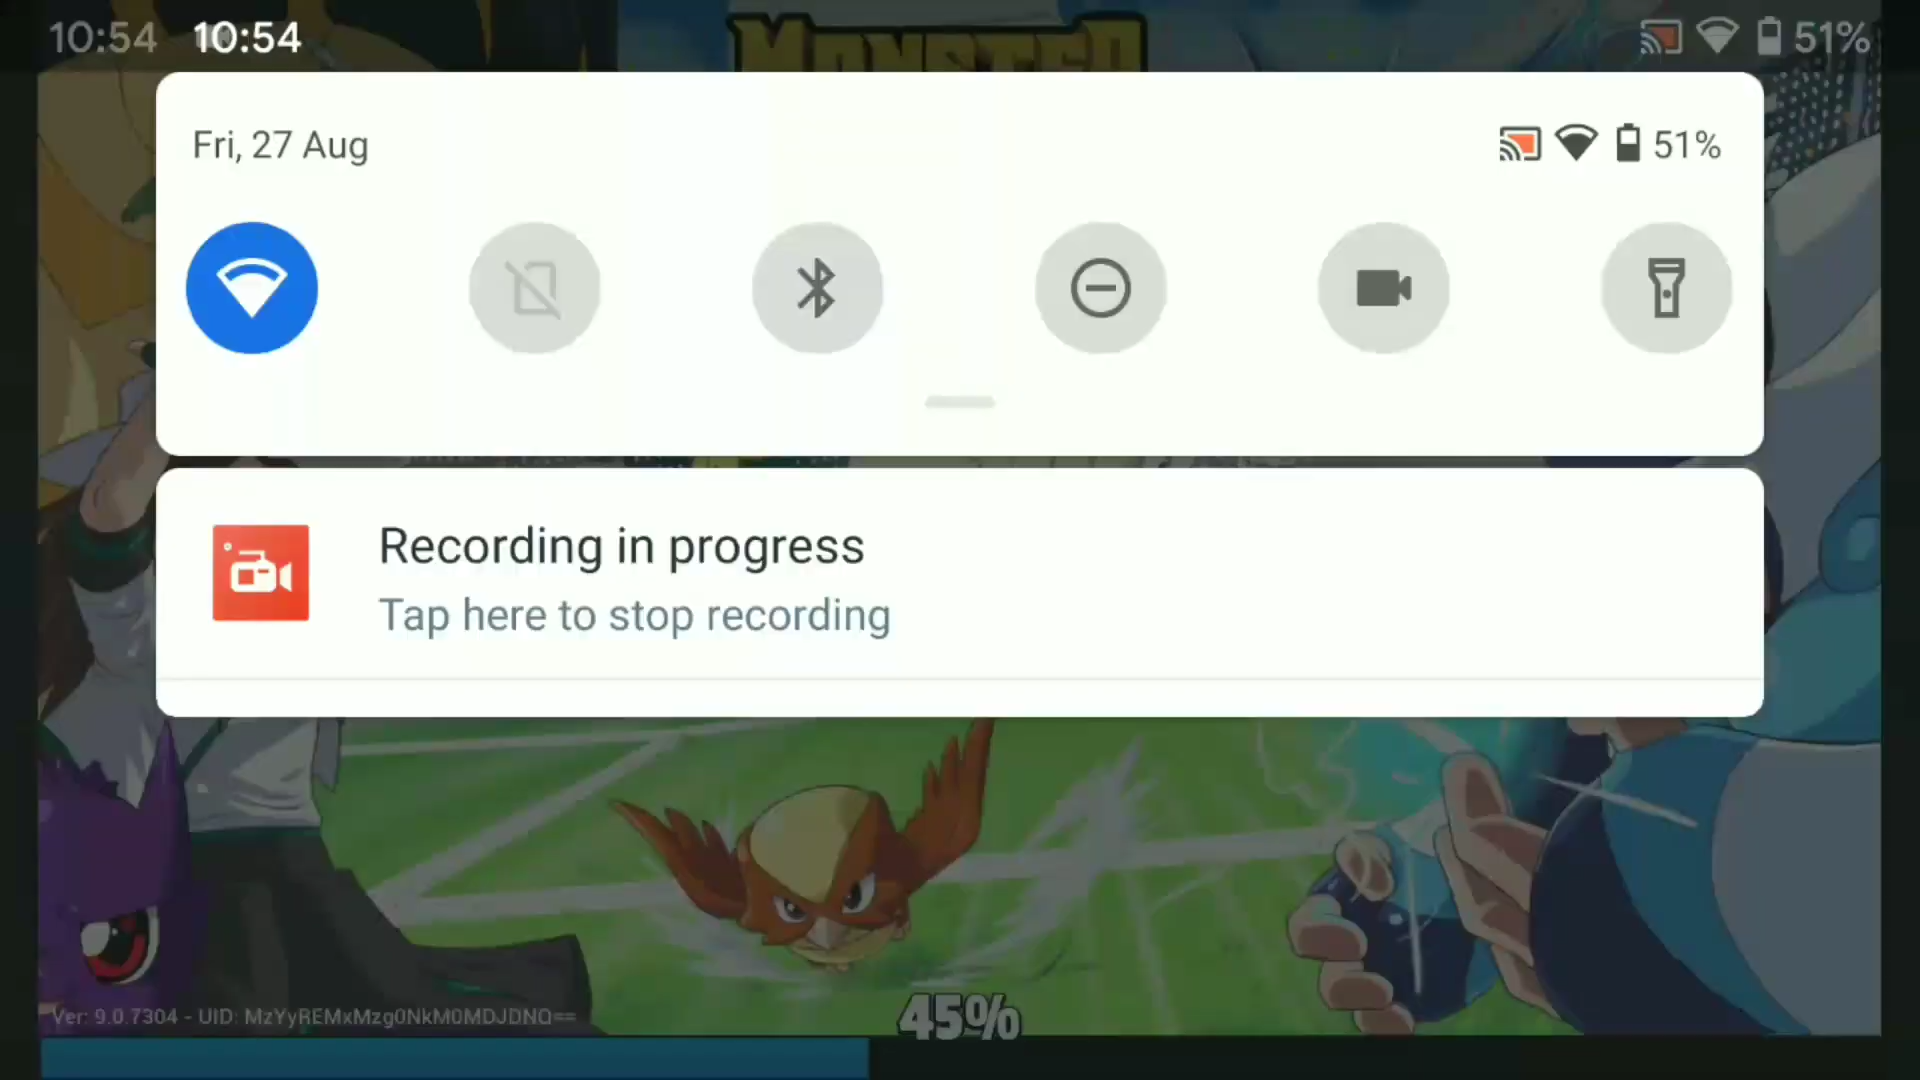 10:54 10:54 51%
MONSTER
Fri, 27 Aug 51%
Recording in progress
Tap here to stop recording
Ver: 9.0.7304 - UID: MzYyREMxMzg0NkM0MDJDNQ==
45%